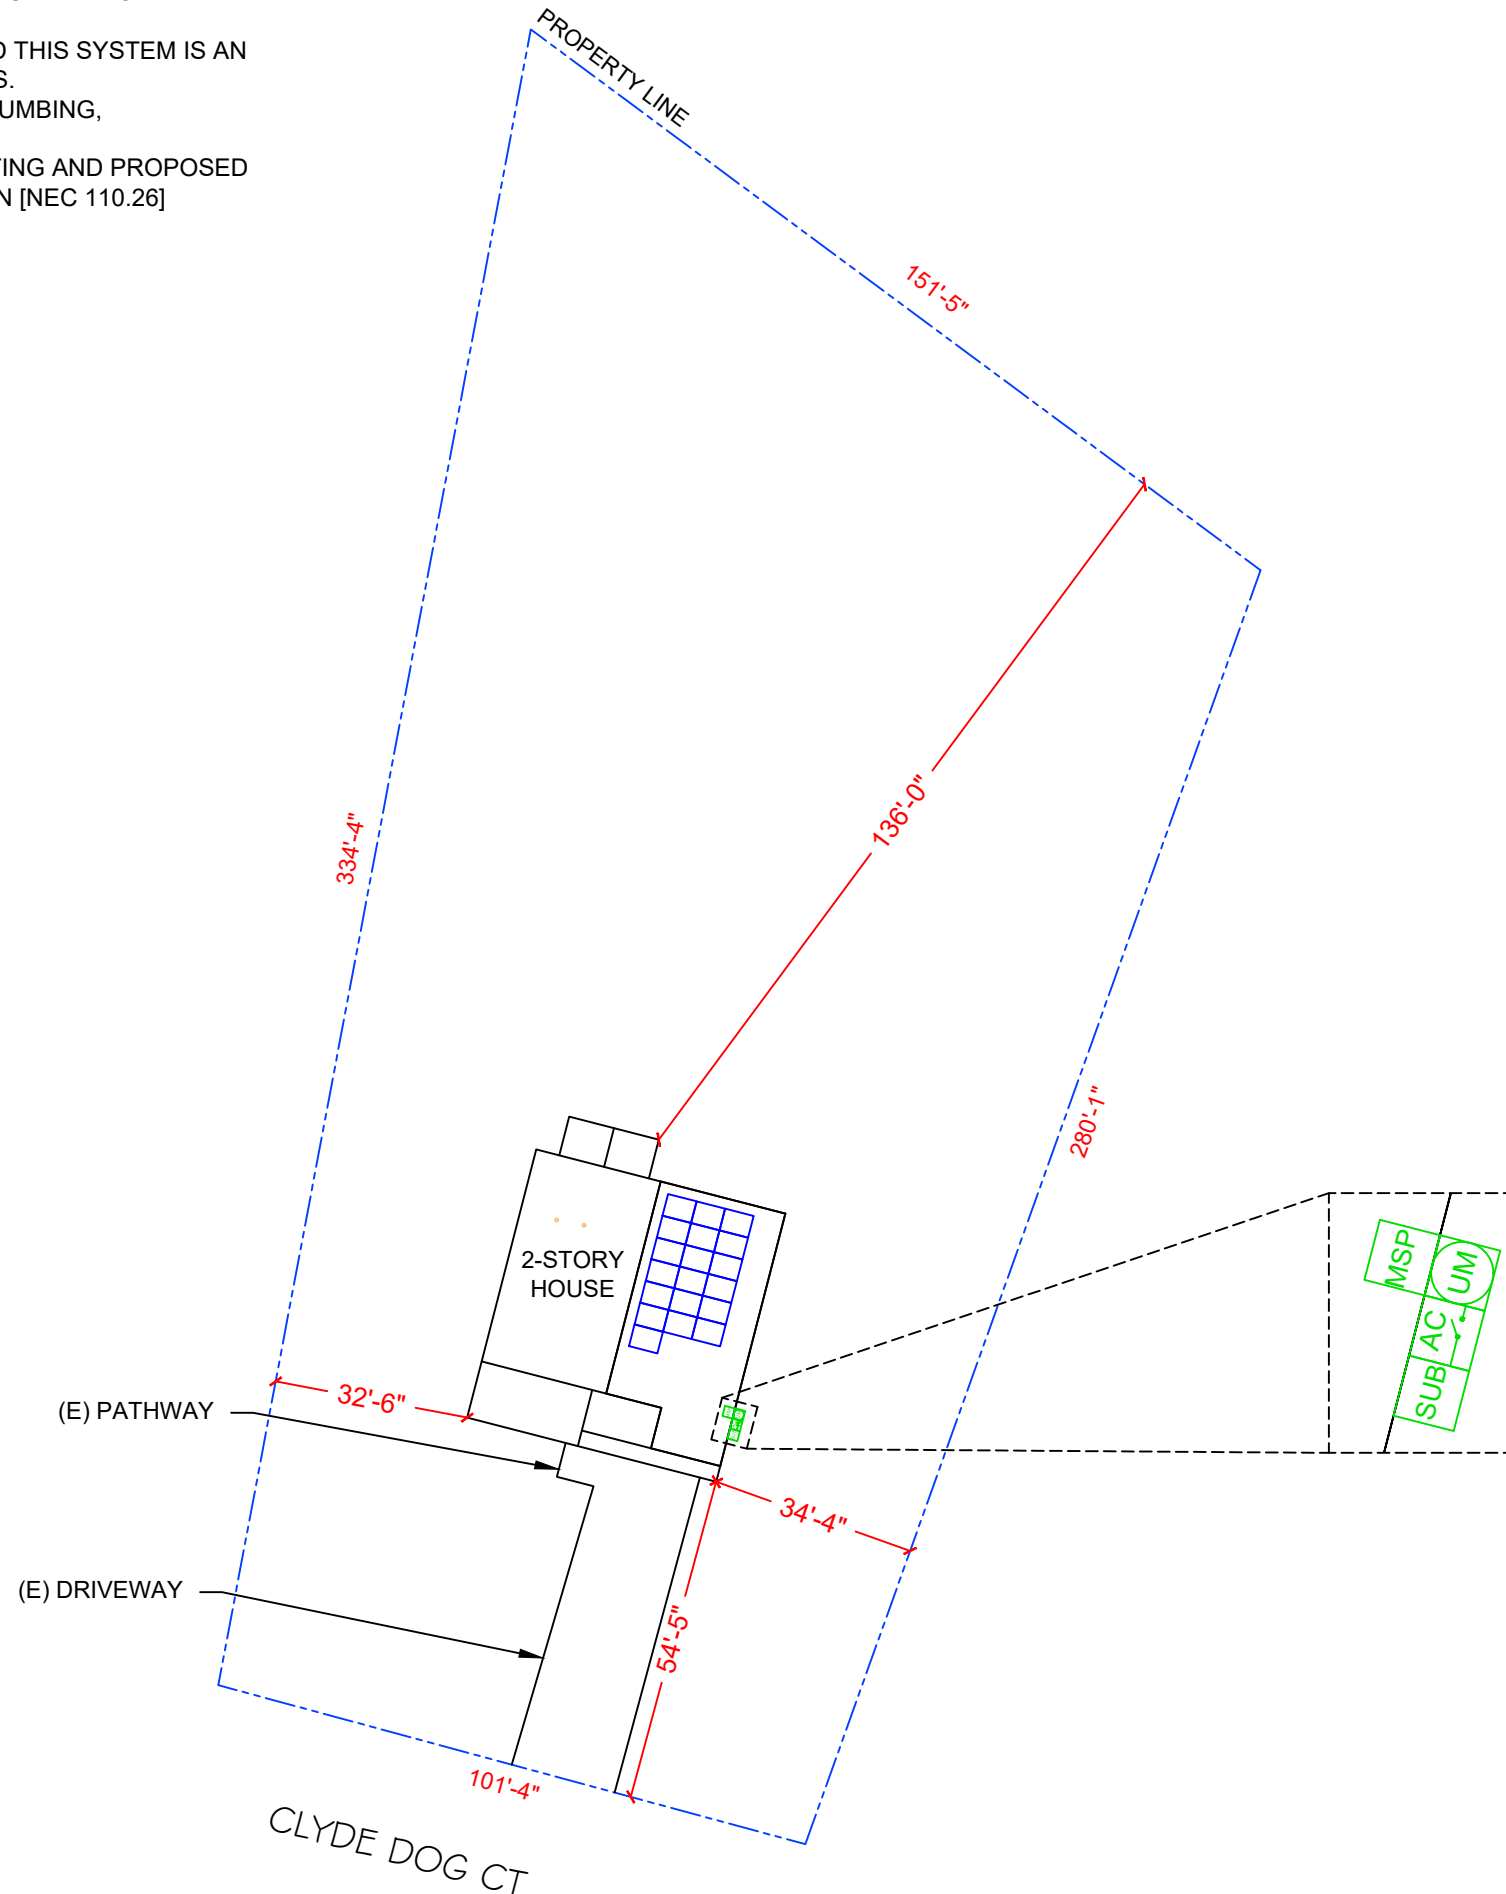 D THIS SYSTEM IS AN
S.
UMBING,
TING AND PROPOSED
N [NEC 110.26]
PROPERTY LINE
151'-5"
136'-0"
334'-4"
280'-1"
2-STORY
HOUSE
MSP
UM
AC
SUB
32'-6"
(E) PATHWAY
34'-4"
(E) DRIVEWAY
54'-5"
101'-4"
CLYDE DOG CT